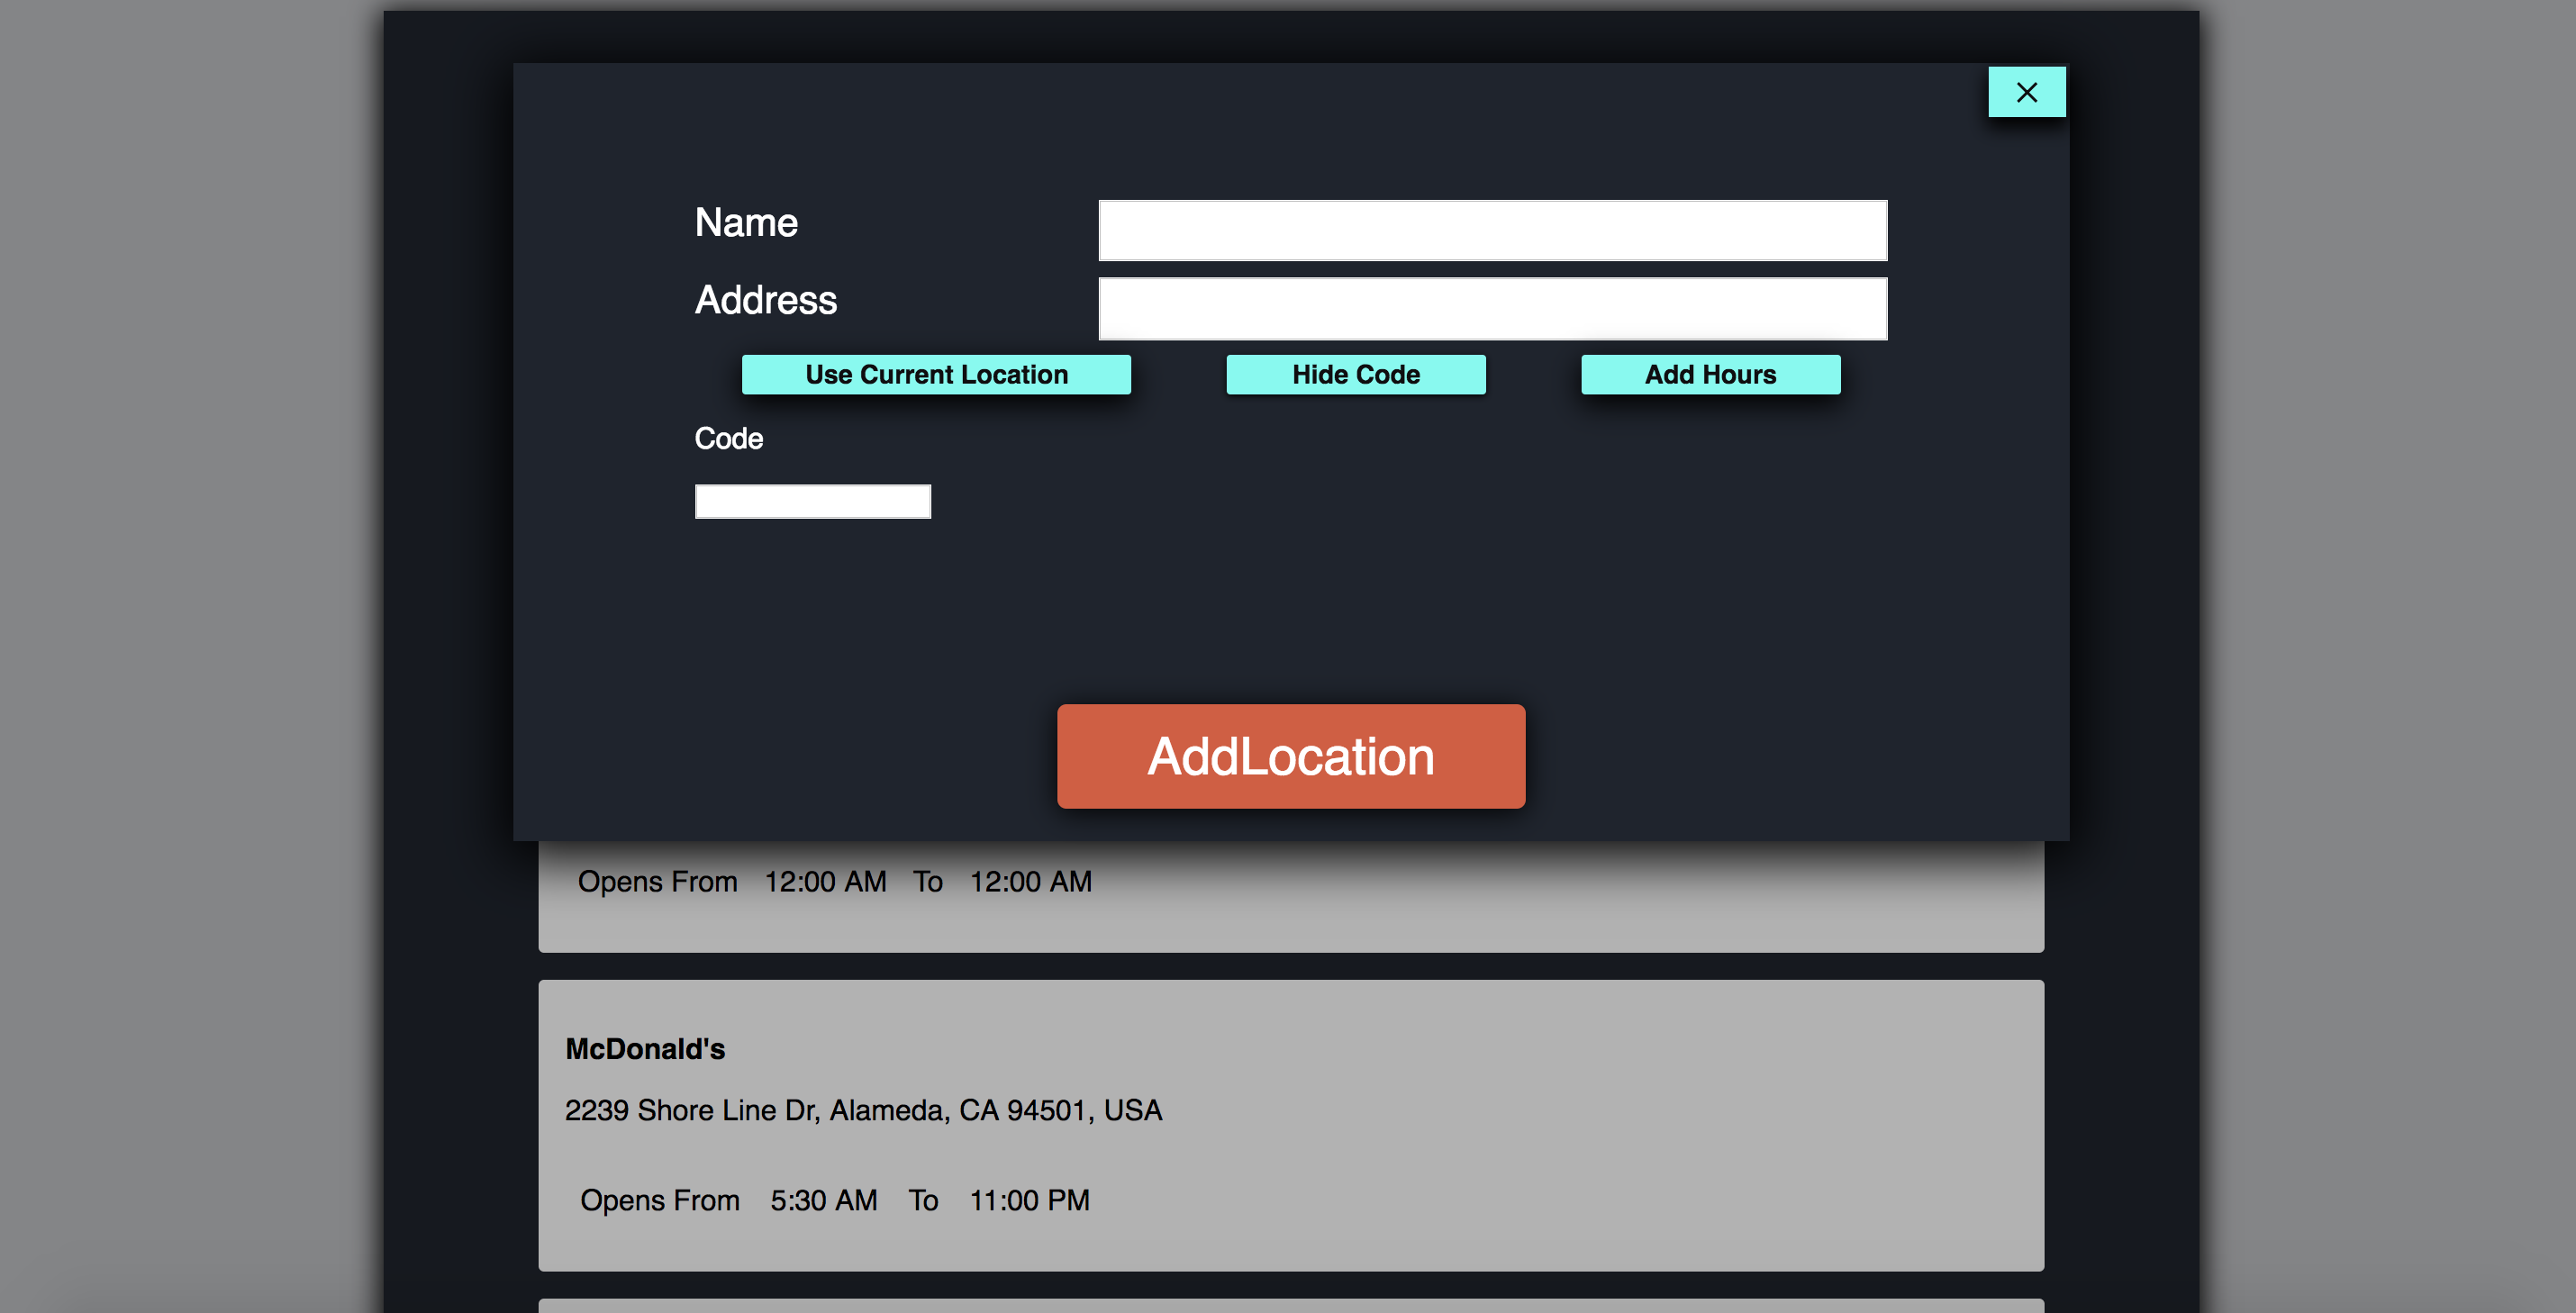 Name
Address
Use Current Location Hide Code Add Hours
Code
AddLocation
Opens From 12:00 AM To 12:00 AM
McDonald's
2239 Shore Line Dr, Alameda, CA 94501, USA
Opens From 5:30 AM To 11:00 PM